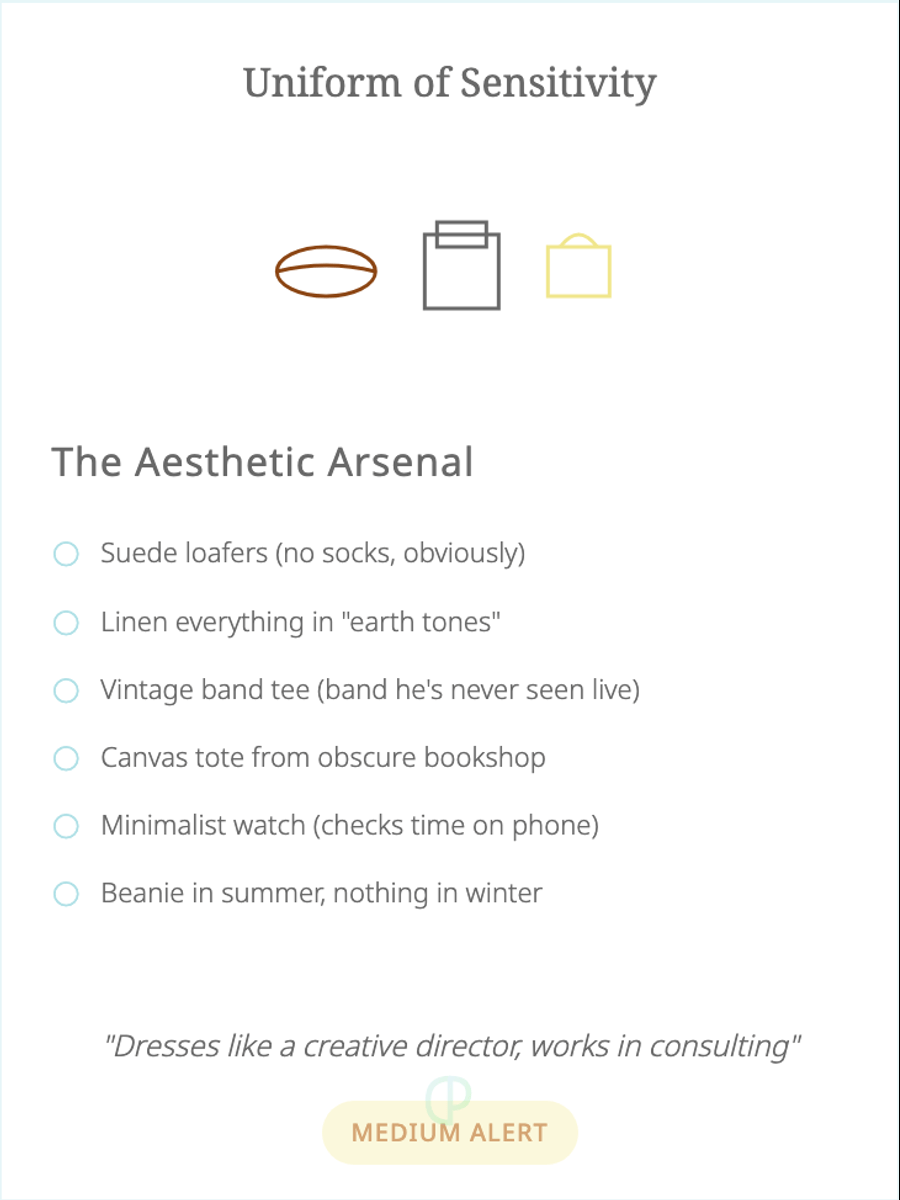 Uniform of Sensitivity
The Aesthetic Arsenal
Suede loafers (no socks, obviously)
Linen everything in "earth tones"
Vintage band tee (band he's never seen live)
Canvas tote from obscure bookshop
Minimalist watch (checks time on phone)
Beanie in summer, nothing in winter
"Dresses like a creative director, works in consulting"
MEDIUM ALERT